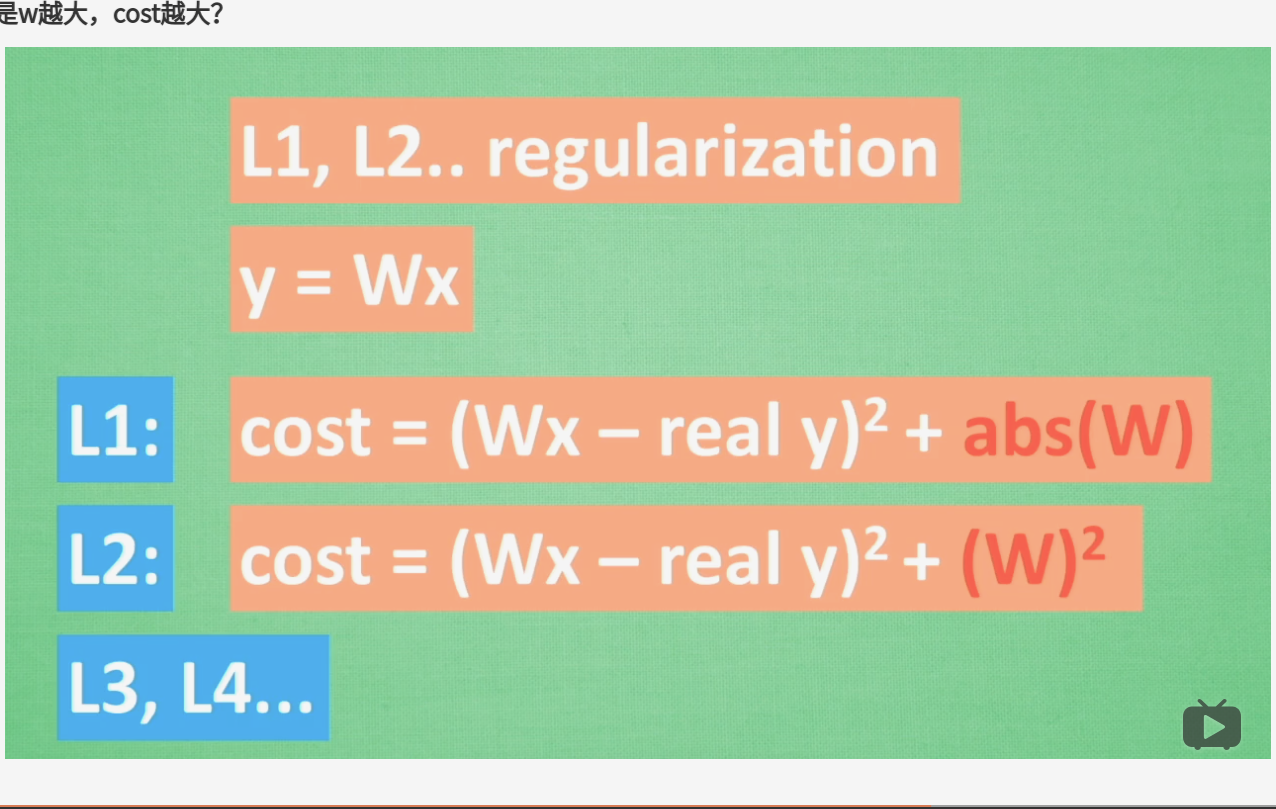 是w越大，cost越大？
L1, L2.. regularization
y = Wx
L1: cost = (Wx – real y)² + abs(W)
L2: cost = (Wx – real y)² + (W)²
L3, L4...